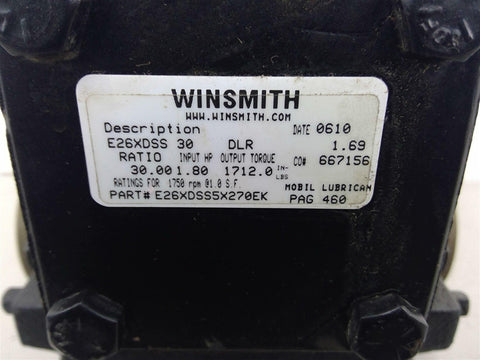 WINSMITH
WWW.WINSMITH.COM
Description DATE 0610
E26XDSS 30 DLR 1.69
RATIO INPUT HP OUTPUT TORQUE CO# 667156
30.00 1.80 1712.0 IN-LBS
RATINGS FOR 1750 rpm @1.0 S.F. MOBIL LUBRICAN
PART# E26XDSS5X270EK PAG 460